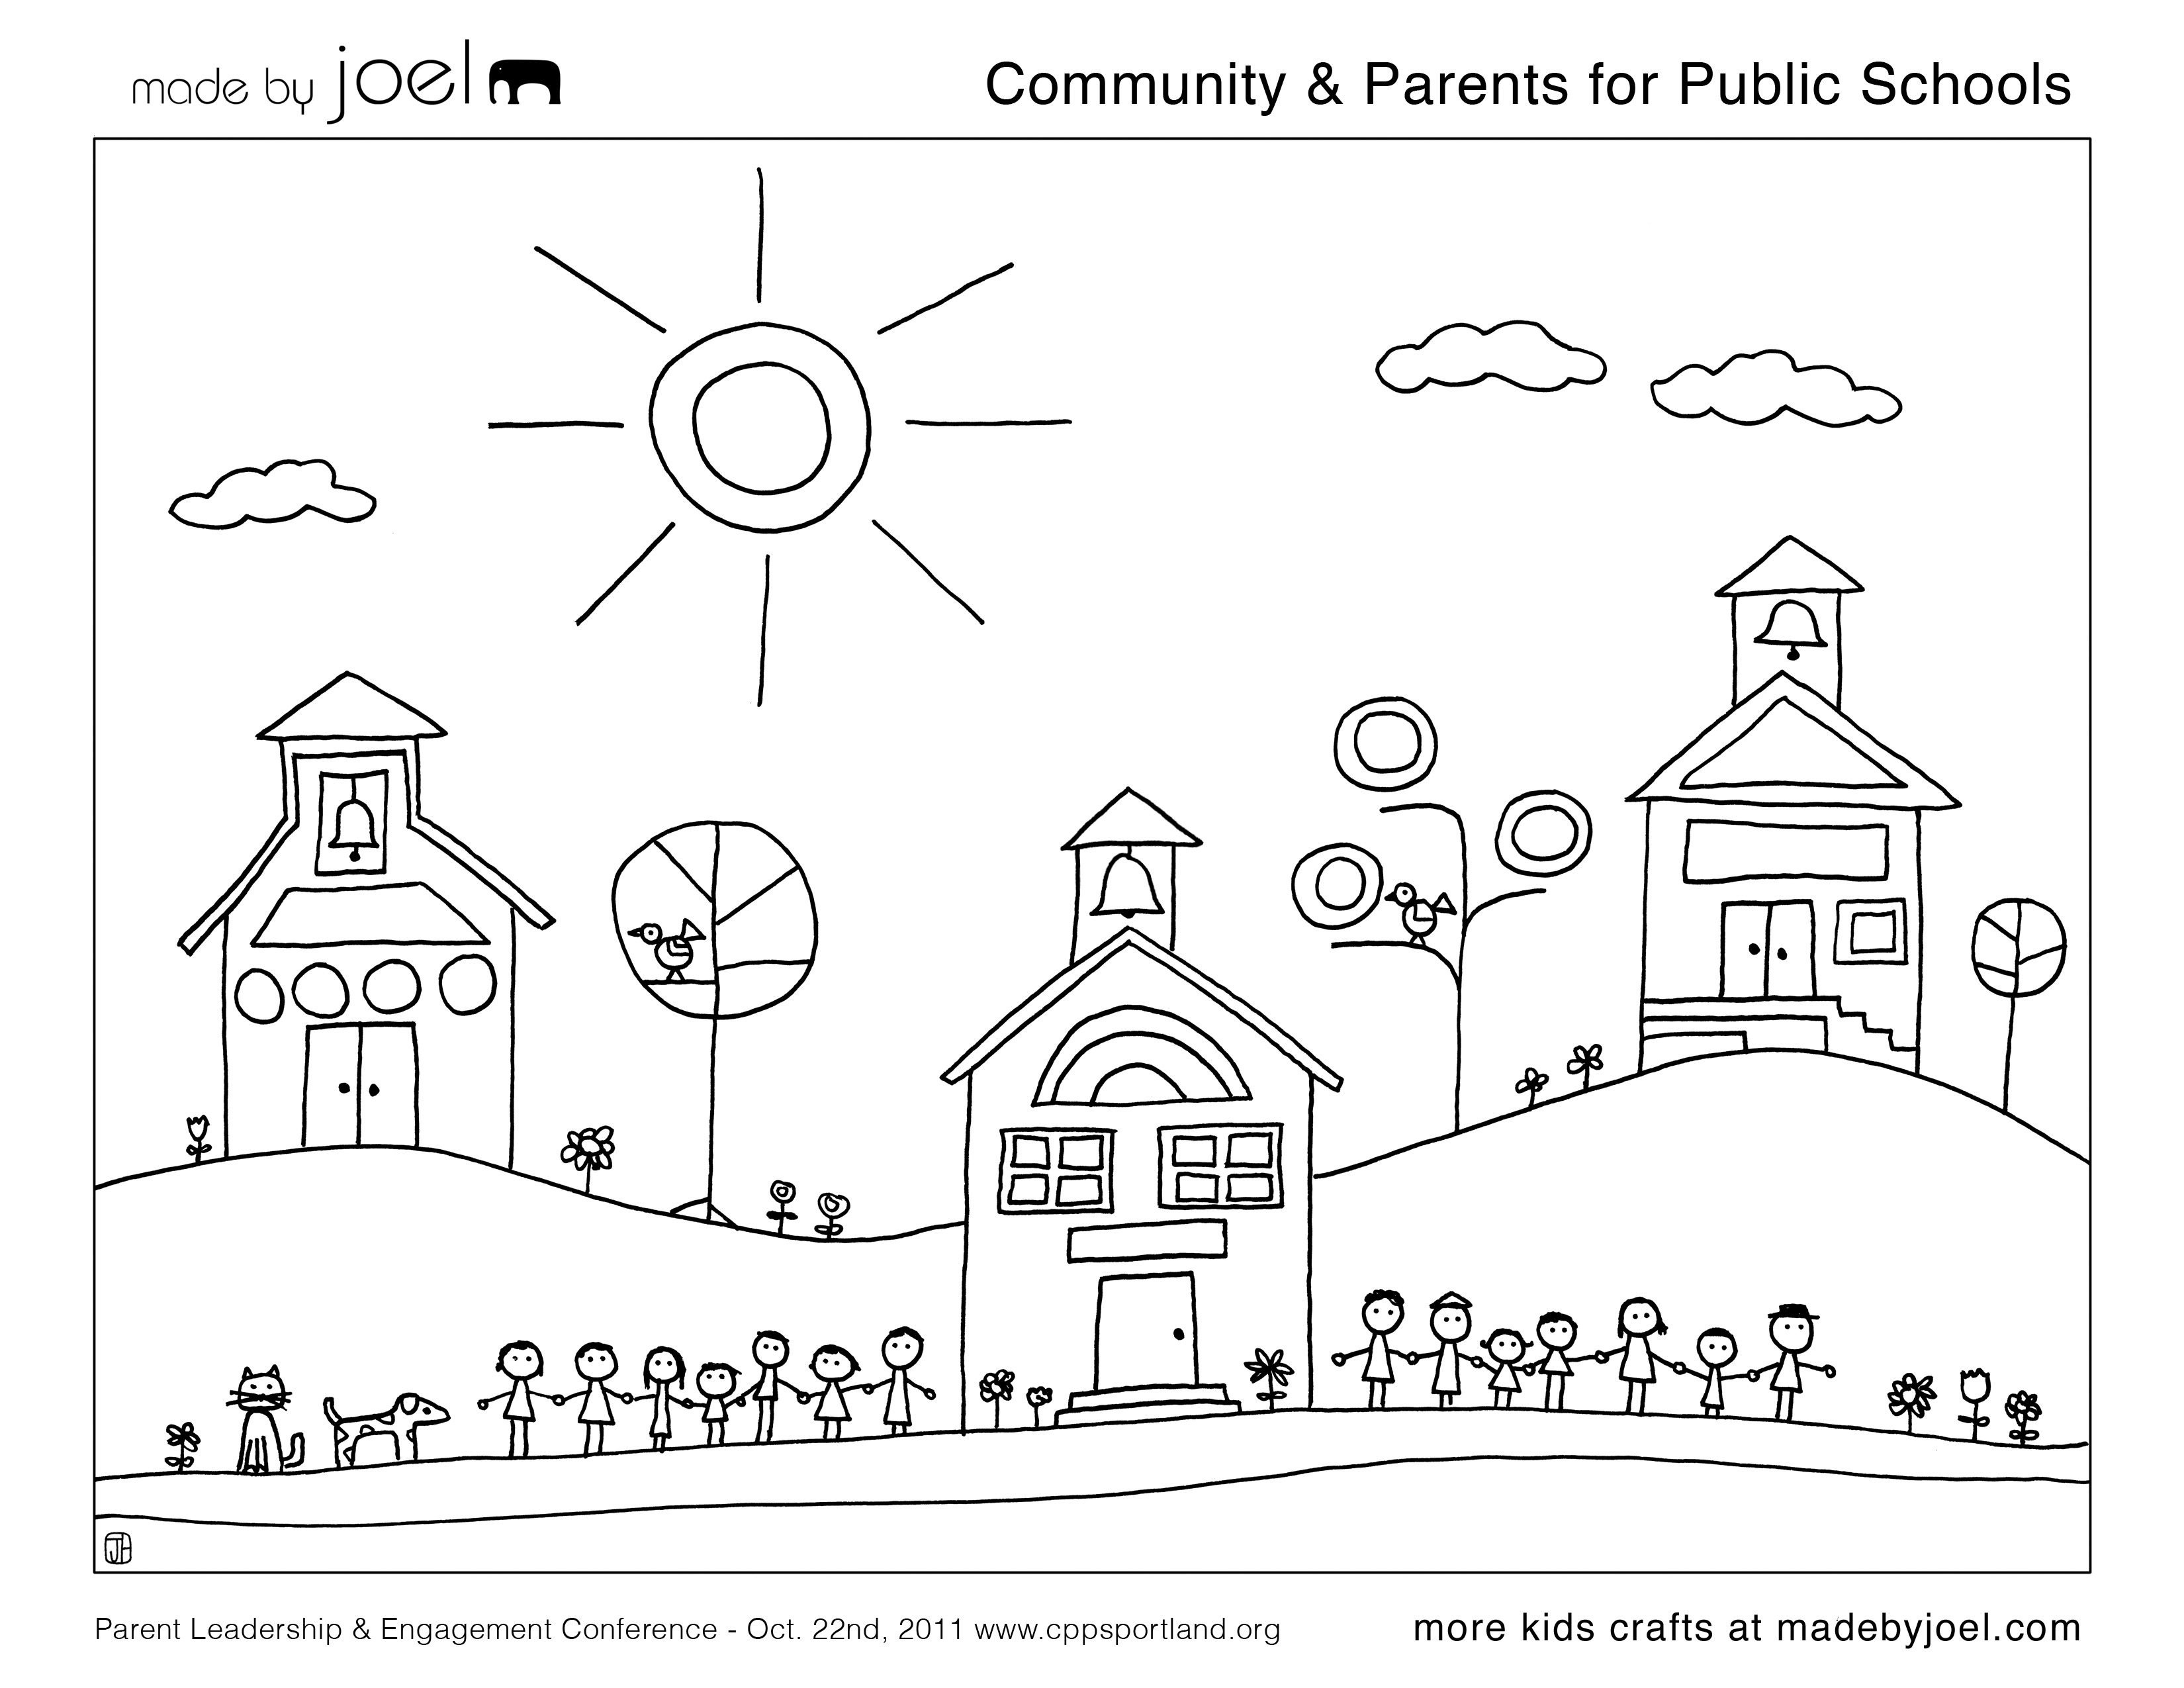 made by joel
Community & Parents for Public Schools
JH
Parent Leadership & Engagement Conference - Oct. 22nd, 2011 www.cppsportland.org
more kids crafts at madebyjoel.com